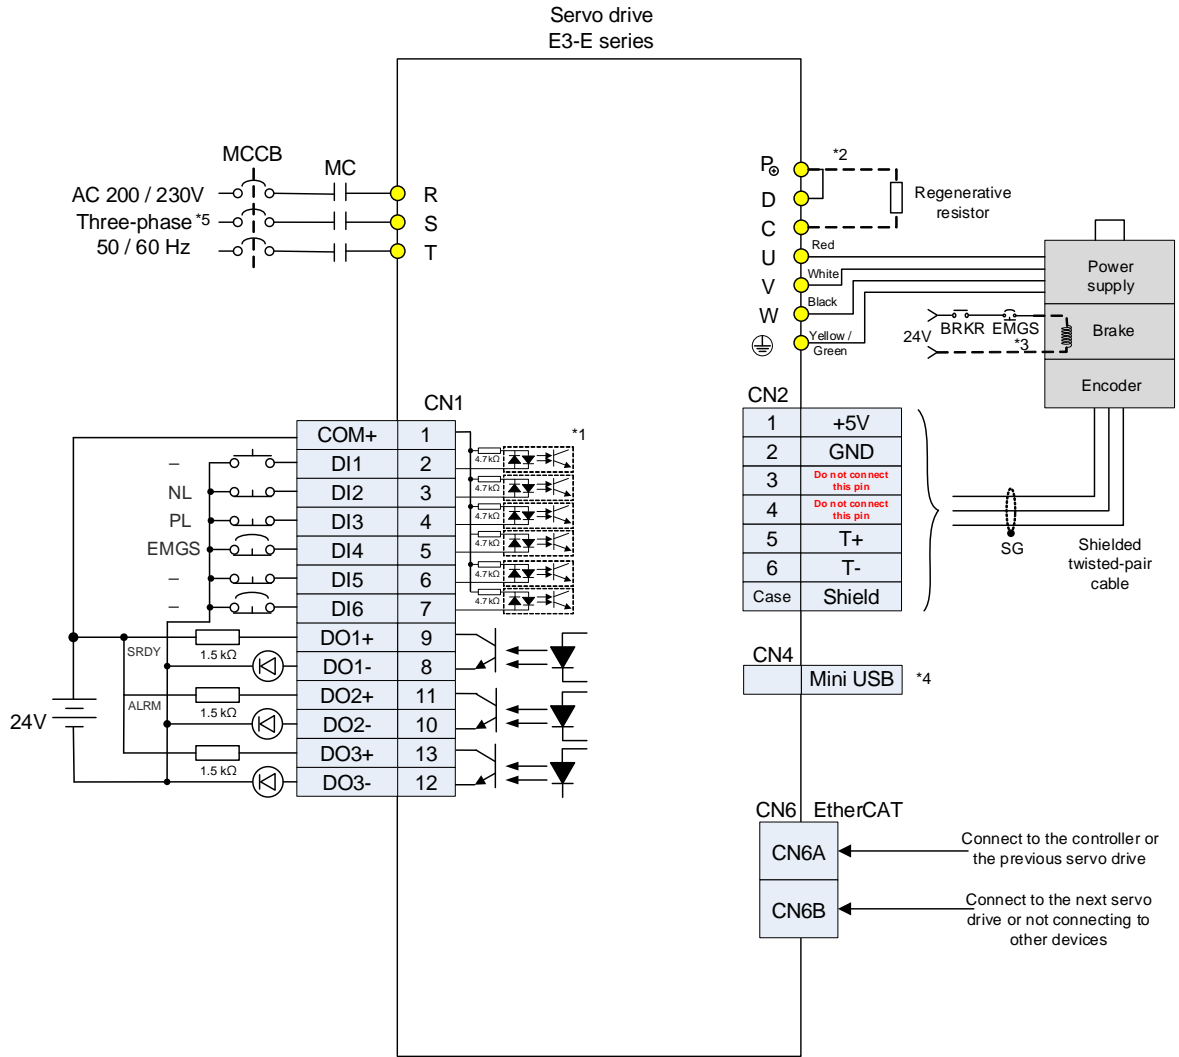 Servo drive
E3-E series
MCCB
MC
AC 200 / 230V
Three-phase *5
50 / 60 Hz
R
S
T
P⊕
D
C
U
V
W
*2
Regenerative
resistor
Red
White
Black
Yellow /
Green
24V
BRKR
EMGS
*3
Power
supply
Brake
Encoder
CN1
COM+ 1
DI1 2
DI2 3
DI3 4
DI4 5
DI5 6
DI6 7
DO1+ 9
DO1- 8
DO2+ 11
DO2- 10
DO3+ 13
DO3- 12
–
NL
PL
EMGS
–
–
SRDY
1.5 kΩ
ALRM
1.5 kΩ
1.5 kΩ
24V
*1
4.7kΩ
4.7kΩ
4.7kΩ
4.7kΩ
4.7kΩ
4.7kΩ
CN2
1 +5V
2 GND
3 Do not connect
this pin
4 Do not connect
this pin
5 T+
6 T-
Case Shield
SG
Shielded
twisted-pair
cable
CN4
Mini USB
*4
CN6 EtherCAT
CN6A
Connect to the controller or
the previous servo drive
CN6B
Connect to the next servo
drive or not connecting to
other devices